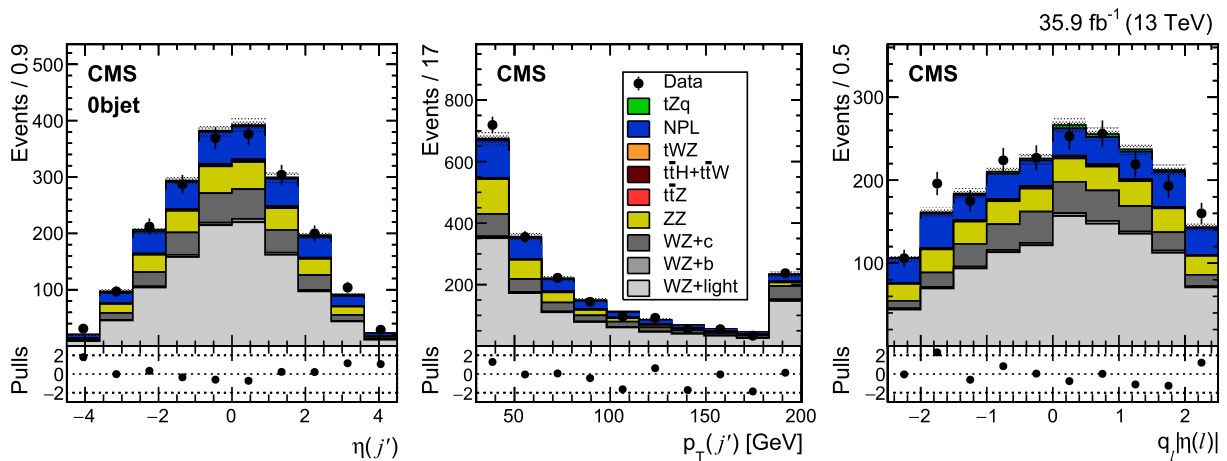 35.9 fb⁻¹ (13 TeV)
Events / 0.9
500
400
300
200
100
CMS
0bjet
Pulls
2
0
−2
−4
−2
0
2
4
η(j′)
Events / 17
800
600
400
200
CMS
Data
tZq
NPL
tWZ
tt̄H+tt̄W
tt̄Z
ZZ
WZ+c
WZ+b
WZ+light
Pulls
2
0
−2
50
100
150
200
p_T(j′) [GeV]
Events / 0.5
300
200
100
CMS
Pulls
2
0
−2
−2
−1
0
1
2
q_l|η(l)|